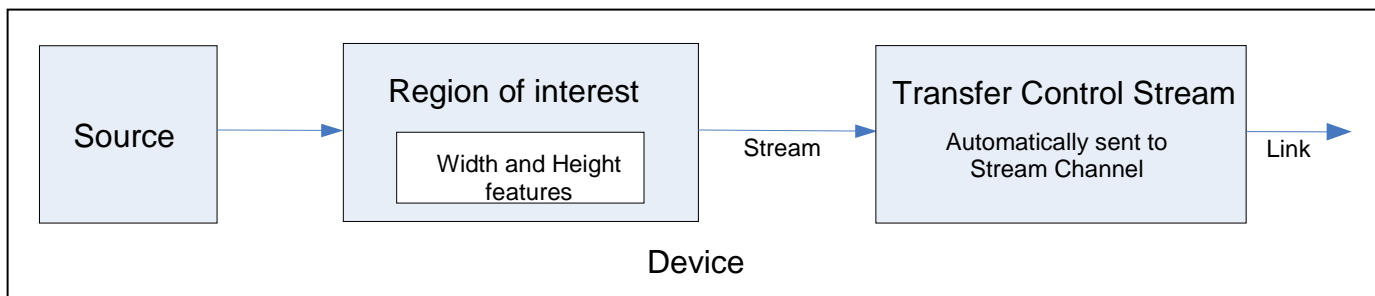 Source
Region of interest
Width and Height
features
Stream
Transfer Control Stream
Automatically sent to
Stream Channel
Link
Device